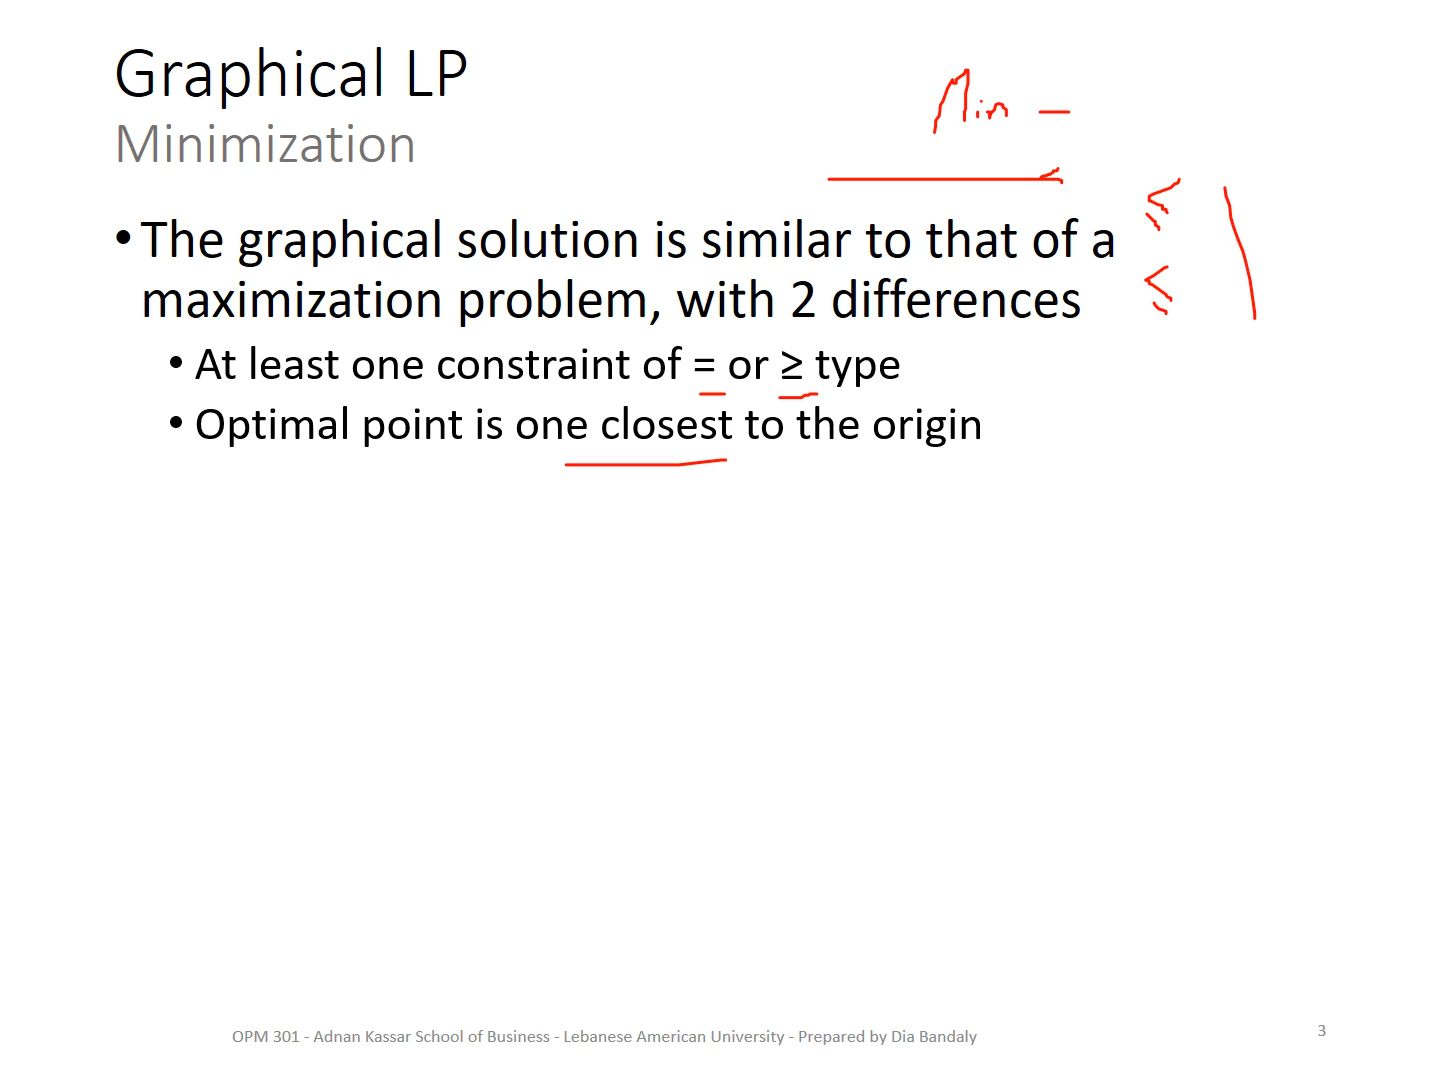 Graphical LP
Min –
Minimization
≤
• The graphical solution is similar to that of a
≤
maximization problem, with 2 differences
• At least one constraint of = or ≥ type
• Optimal point is one closest to the origin
OPM 301 - Adnan Kassar School of Business - Lebanese American University - Prepared by Dia Bandaly
3